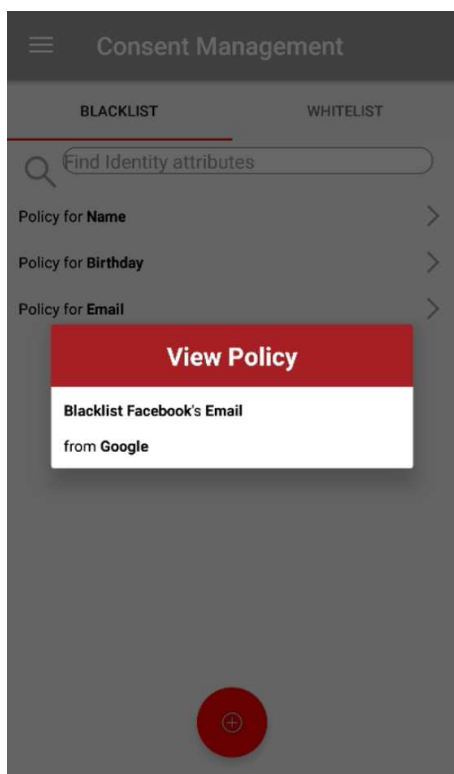 Consent Management
BLACKLIST WHITELIST
Find Identity attributes
Policy for Name
Policy for Birthday
Policy for Email
View Policy
Blacklist Facebook's Email
from Google